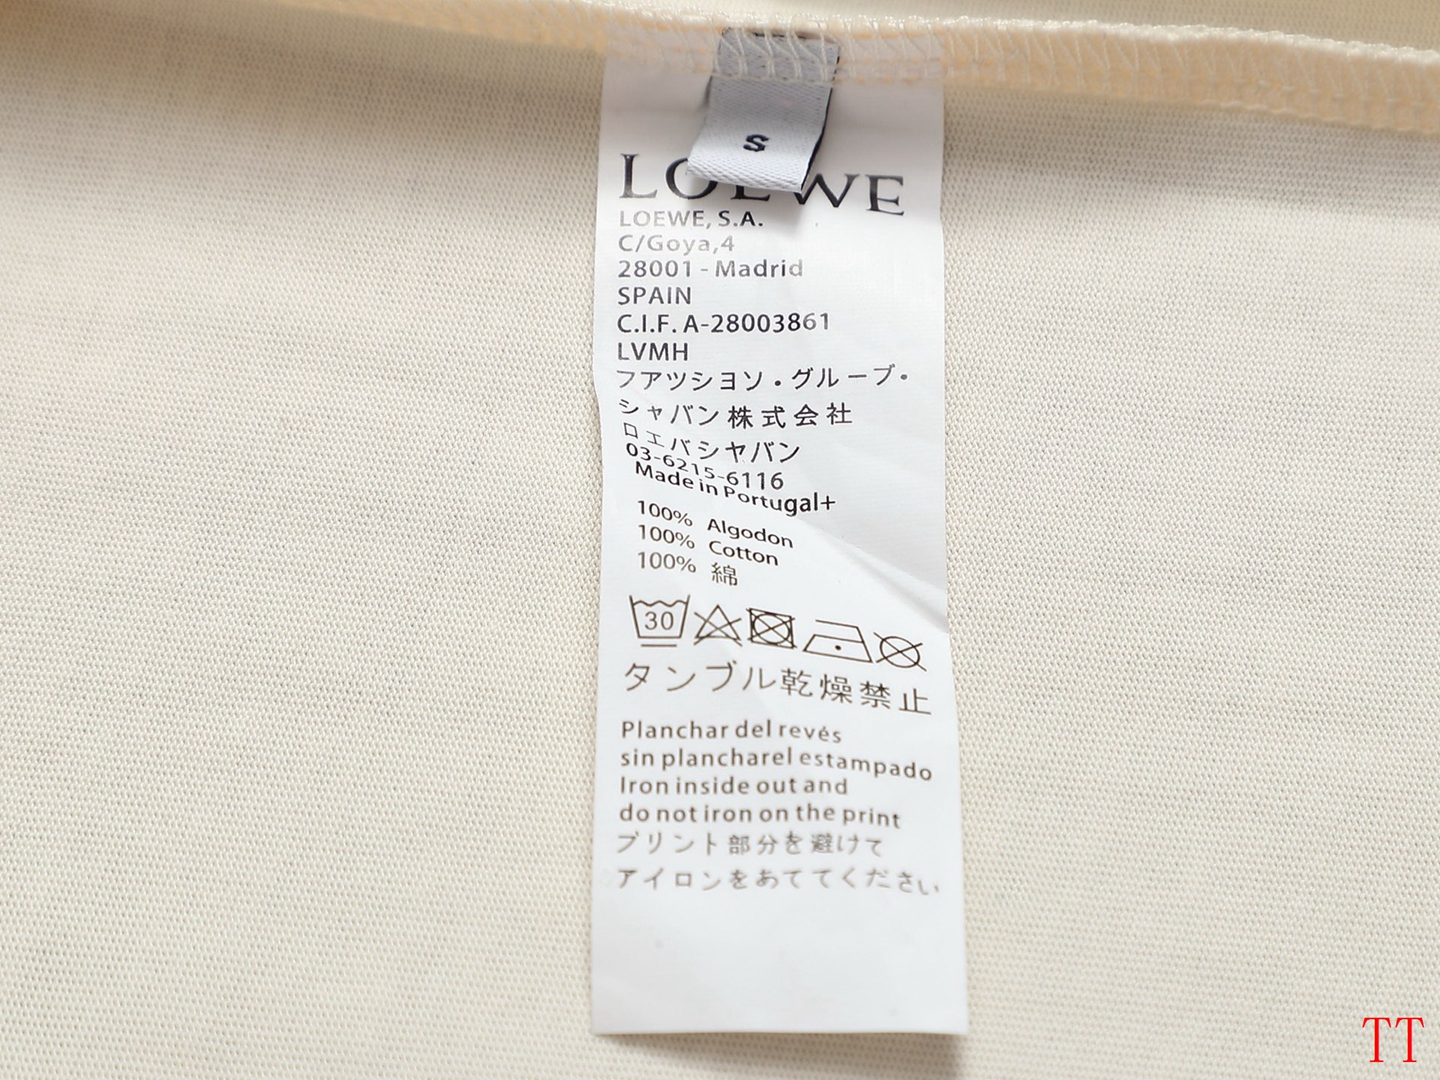 S
LOEWE
LOEWE, S.A.
C/Goya,4
28001 - Madrid
SPAIN
C.I.F. A-28003861
LVMH
フアツシヨソ・グループ・
シャバン株式会社
ロエバシヤバン
03-6215-6116
Made in Portugal+
100% Algodon
100% Cotton
100% 綿
30
タンブル乾燥禁止
Planchar del revés
sin plancharel estampado
Iron inside out and
do not iron on the print
プリント部分を避けて
アイロンをあててください
TT